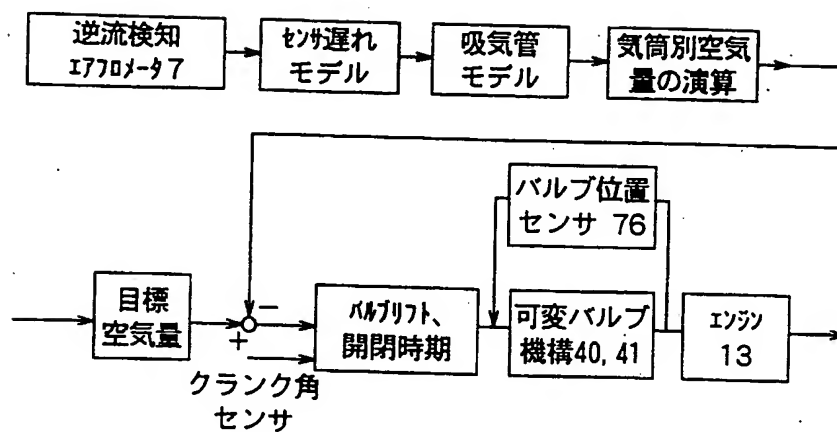 逆流検知
エアフロメータ7
センサ遅れ
モデル
吸気管
モデル
気筒別空気
量の演算
バルブ位置
センサ 76
目標
空気量
−
+
バルブリフト、
開閉時期
可変バルブ
機構40, 41
エンジン
13
クランク角
センサ